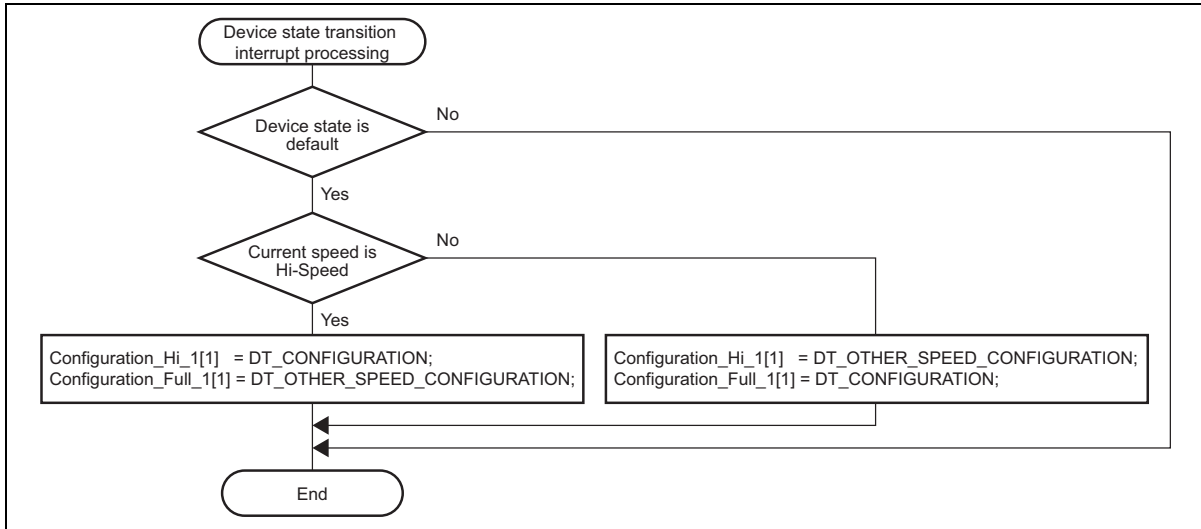 Device state transition
interrupt processing
No
Device state is
default
Yes
No
Current speed is
Hi-Speed
Yes
Configuration_Hi_1[1] = DT_CONFIGURATION;
Configuration_Full_1[1] = DT_OTHER_SPEED_CONFIGURATION;
Configuration_Hi_1[1] = DT_OTHER_SPEED_CONFIGURATION;
Configuration_Full_1[1] = DT_CONFIGURATION;
End